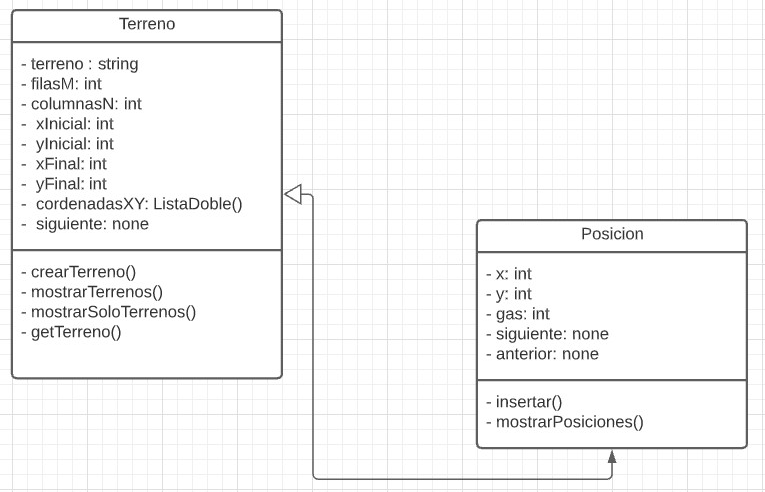 Terreno
- terreno : string
- filasM: int
- columnasN: int
- xInicial: int
- yInicial: int
- xFinal: int
- yFinal: int
- cordenadasXY: ListaDoble()
- siguiente: none
- crearTerreno()
- mostrarTerrenos()
- mostrarSoloTerrenos()
- getTerreno()
Posicion
- x: int
- y: int
- gas: int
- siguiente: none
- anterior: none
- insertar()
- mostrarPosiciones()